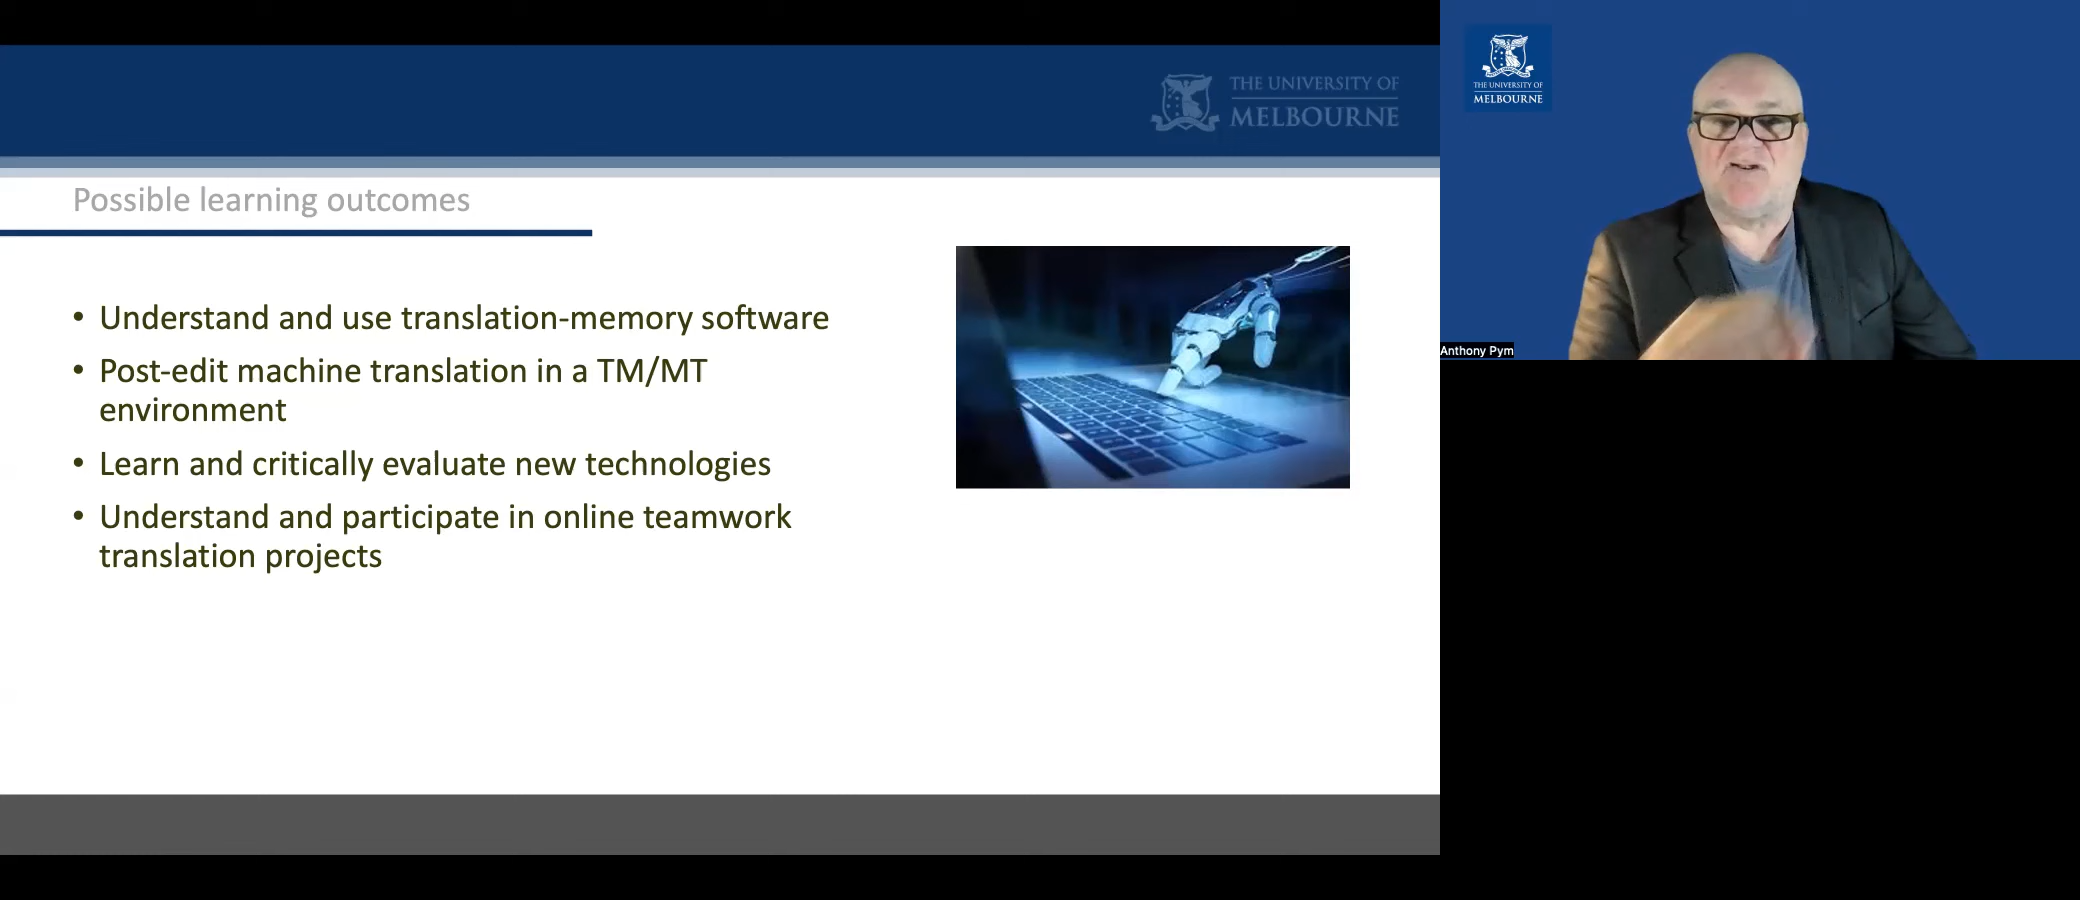 THE UNIVERSITY OF
MELBOURNE
Possible learning outcomes
• Understand and use translation-memory software
• Post-edit machine translation in a TM/MT
environment
• Learn and critically evaluate new technologies
• Understand and participate in online teamwork
translation projects
THE UNIVERSITY OF
MELBOURNE
Anthony Pym